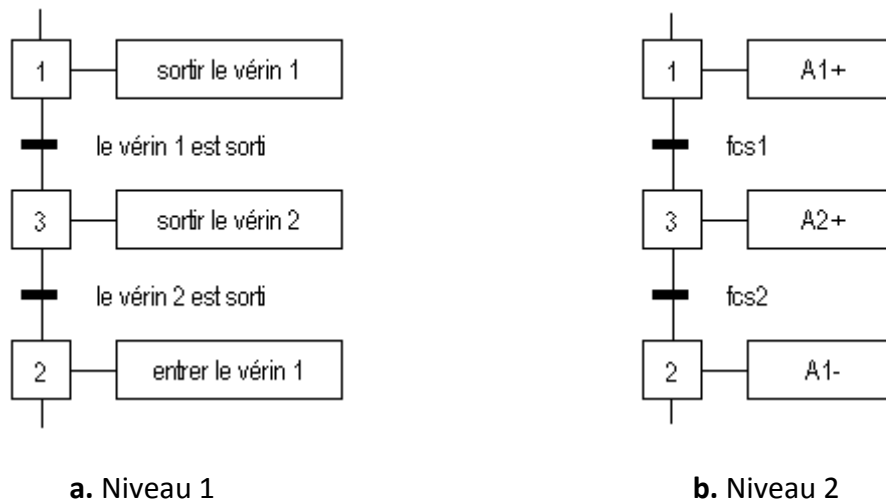 1 sortir le vérin 1
le vérin 1 est sorti
3 sortir le vérin 2
le vérin 2 est sorti
2 entrer le vérin 1
a. Niveau 1
1 A1+
fcs1
3 A2+
fcs2
2 A1-
b. Niveau 2